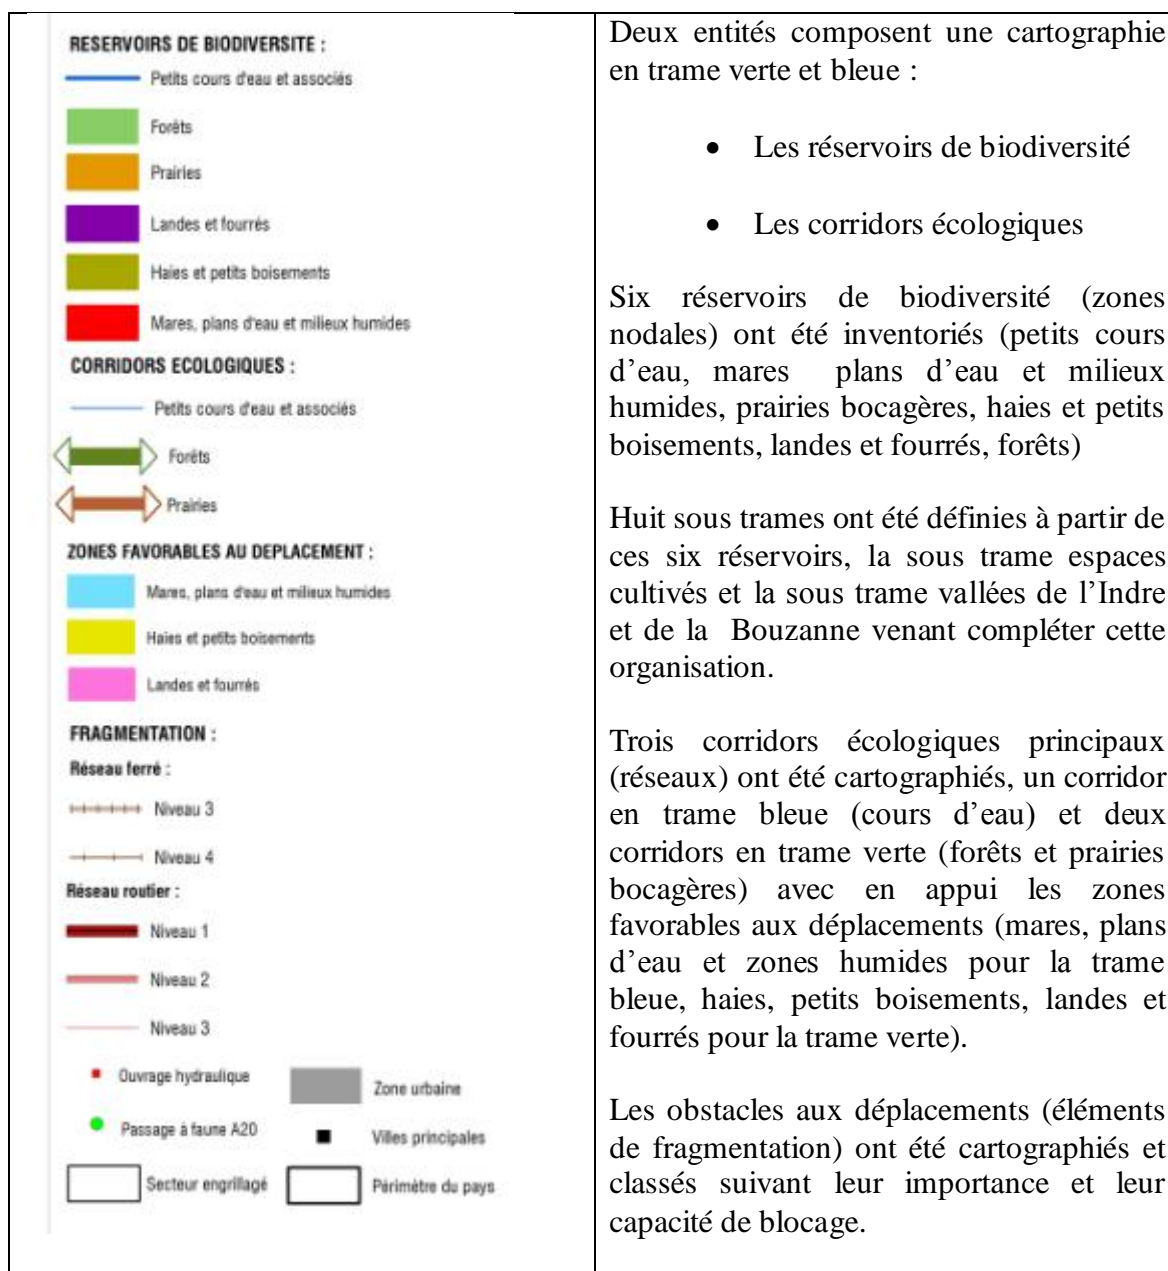 RESERVOIRS DE BIODIVERSITE :
Petits cours d'eau et associés
Forêts
Prairies
Landes et fourrés
Haies et petits boisements
Mares, plans d'eau et milieux humides
CORRIDORS ECOLOGIQUES :
Petits cours d'eau et associés
Forêts
Prairies
ZONES FAVORABLES AU DEPLACEMENT :
Mares, plans d'eau et milieux humides
Haies et petits boisements
Landes et fourrés
FRAGMENTATION :
Réseau ferré :
Niveau 3
Niveau 4
Réseau routier :
Niveau 1
Niveau 2
Niveau 3
Ouvrage hydraulique
Zone urbaine
Passage à faune A20
Villes principales
Secteur engrillagé
Périmètre du pays
Deux entités composent une cartographie
en trame verte et bleue :
• Les réservoirs de biodiversité
• Les corridors écologiques
Six réservoirs de biodiversité (zones
nodales) ont été inventoriés (petits cours
d'eau, mares plans d'eau et milieux
humides, prairies bocagères, haies et petits
boisements, landes et fourrés, forêts)
Huit sous trames ont été définies à partir de
ces six réservoirs, la sous trame espaces
cultivés et la sous trame vallées de l'Indre
et de la Bouzanne venant compléter cette
organisation.
Trois corridors écologiques principaux
(réseaux) ont été cartographiés, un corridor
en trame bleue (cours d'eau) et deux
corridors en trame verte (forêts et prairies
bocagères) avec en appui les zones
favorables aux déplacements (mares, plans
d'eau et zones humides pour la trame
bleue, haies, petits boisements, landes et
fourrés pour la trame verte).
Les obstacles aux déplacements (éléments
de fragmentation) ont été cartographiés et
classés suivant leur importance et leur
capacité de blocage.